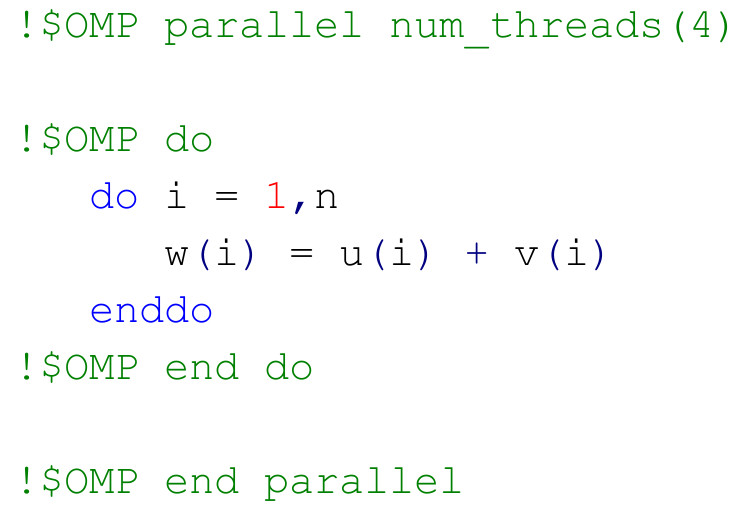 !$OMP parallel num_threads(4)
!$OMP do
do i = 1,n
w(i) = u(i) + v(i)
enddo
!$OMP end do
!$OMP end parallel